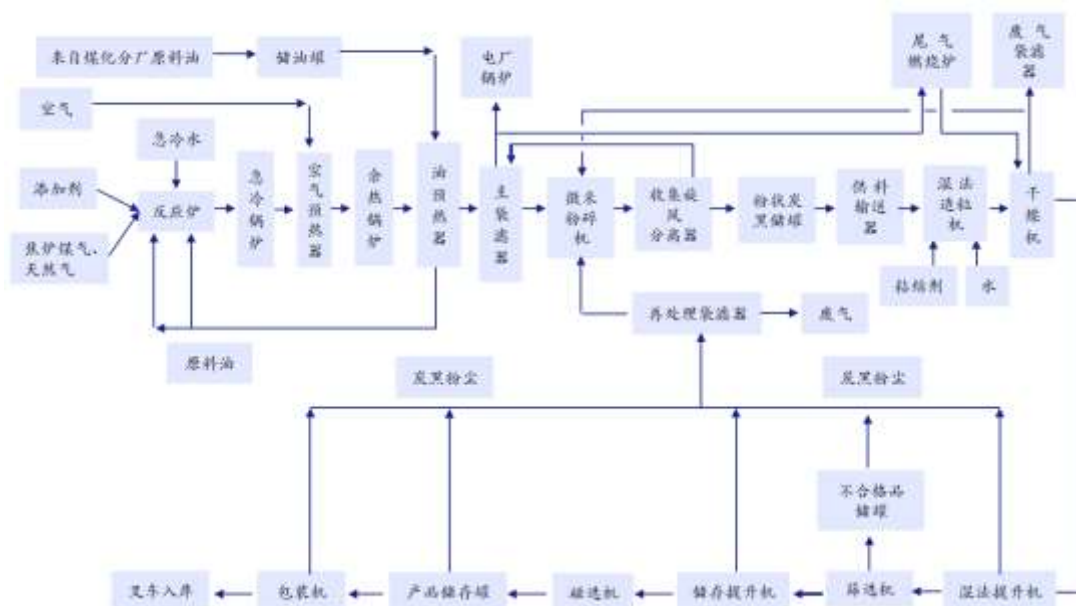 来自煤化分厂原料油
储油罐
电厂
锅炉
尾气
燃烧炉
废气
袋滤
器
空气
急冷水
添加剂
反应炉
焦炉煤气、
天然气
急冷锅炉
空气预热器
余热锅炉
油预热器
主袋滤器
微米
粉碎
机
收集旋
风
分离器
粉状炭
黑储罐
供料
输送
器
湿法
造粒
机
干燥机
粘结剂
水
再处理袋滤器
废气
原料油
炭黑粉尘
炭黑粉尘
不合格品
储罐
叉车入库
包装机
产品储存罐
磁选机
储存提升机
筛选机
湿法提升机